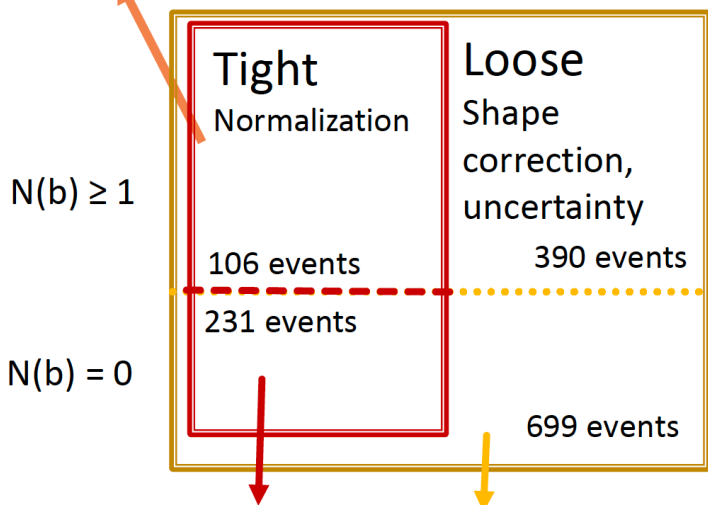 Tight
Normalization
Loose
Shape
correction,
uncertainty
N(b) ≥ 1
106 events
390 events
231 events
N(b) = 0
699 events